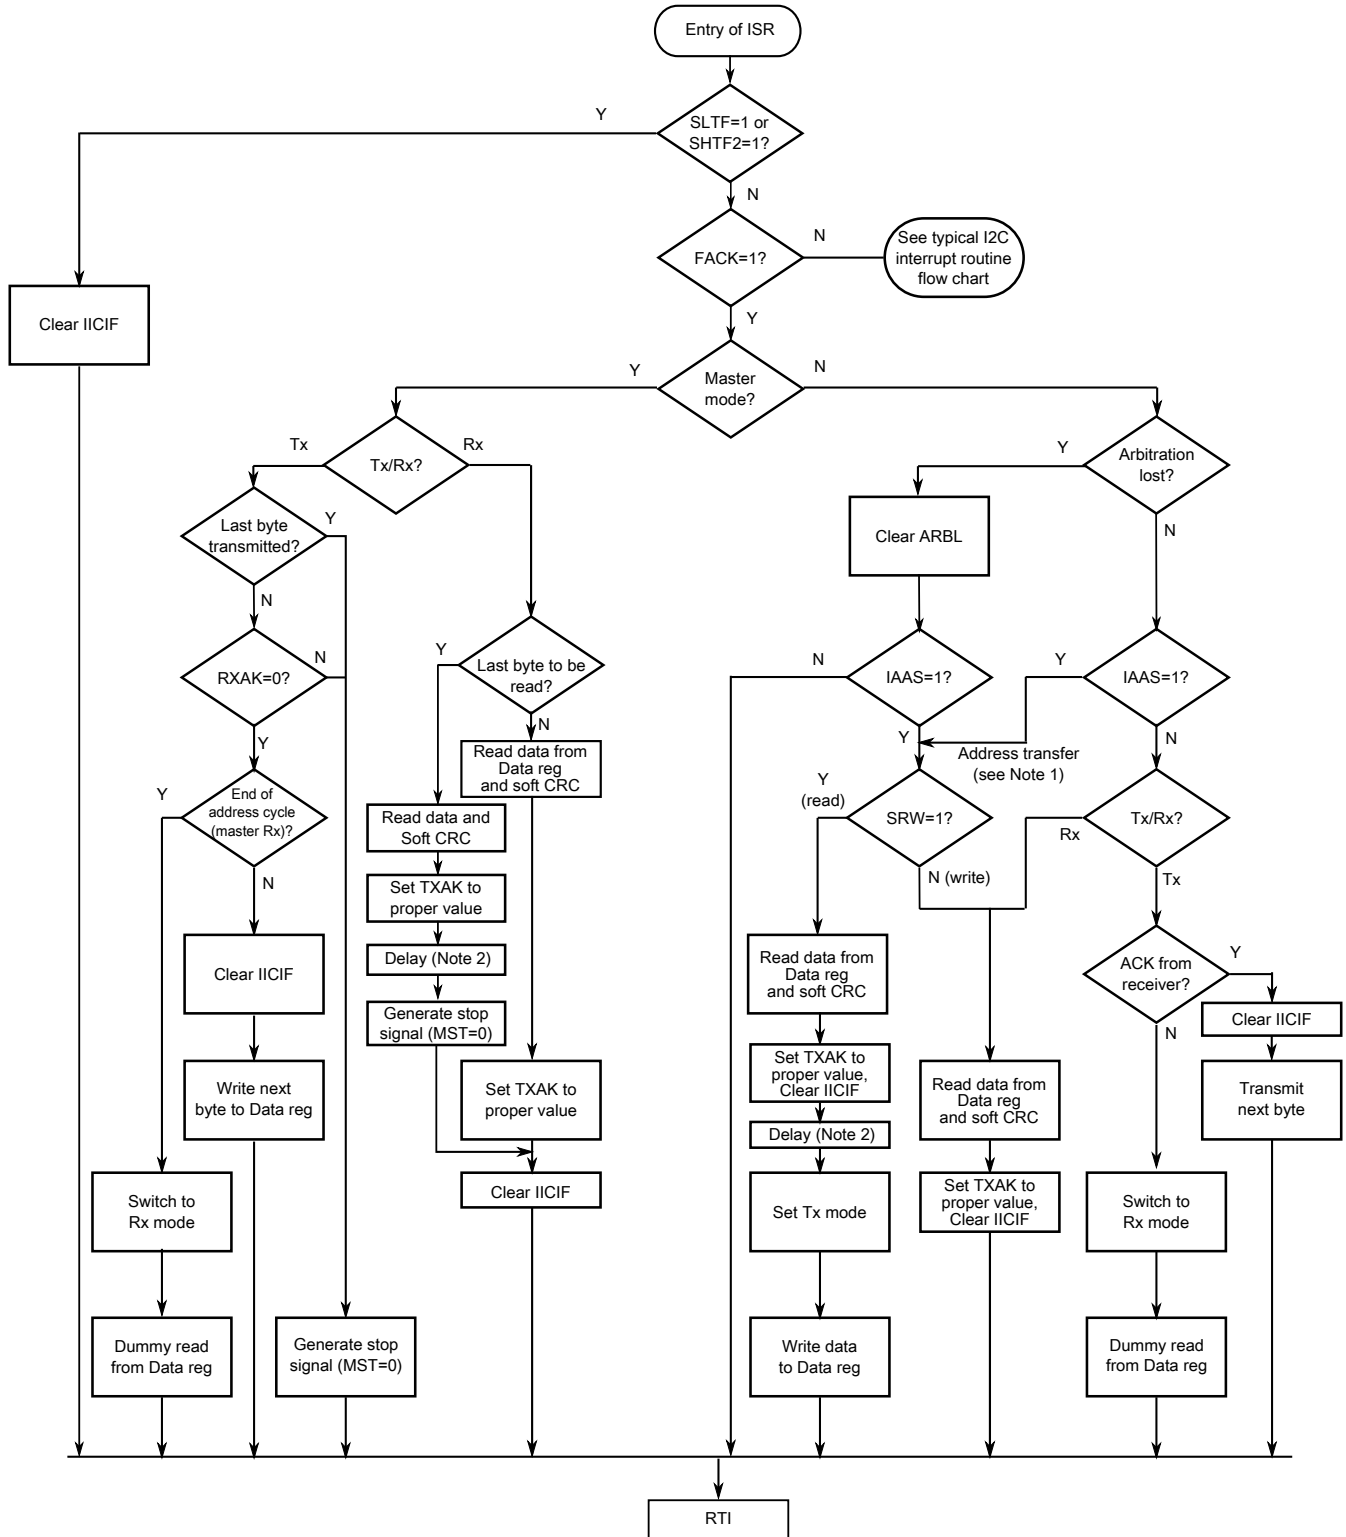 Entry of ISR
Y
SLTF=1 or
SHTF2=1?
N
FACK=1?
N
See typical I2C
interrupt routine
flow chart
Clear IICIF
Y
Y
Master
mode?
N
Tx
Tx/Rx?
Rx
Y
Arbitration
lost?
Last byte
transmitted?
Y
Clear ARBL
N
N
RXAK=0?
N
Y
Last byte to be
read?
N
IAAS=1?
Y
IAAS=1?
Y
N
Read data from
Data reg
and soft CRC
Y
Address transfer
(see Note 1)
N
Y
End of
address cycle
(master Rx)?
Read data and
Soft CRC
Y
(read)
SRW=1?
Rx
Tx/Rx?
N
Set TXAK to
proper value
N (write)
Tx
Clear IICIF
Delay (Note 2)
Read data from
Data reg
and soft CRC
ACK from
receiver?
Y
Generate stop
signal (MST=0)
Clear IICIF
N
Write next
byte to Data reg
Set TXAK to
proper value
Set TXAK to
proper value,
Clear IICIF
Read data from
Data reg
and soft CRC
Transmit
next byte
Delay (Note 2)
Switch to
Rx mode
Clear IICIF
Set Tx mode
Set TXAK to
proper value,
Clear IICIF
Switch to
Rx mode
Dummy read
from Data reg
Generate stop
signal (MST=0)
Write data
to Data reg
Dummy read
from Data reg
RTI